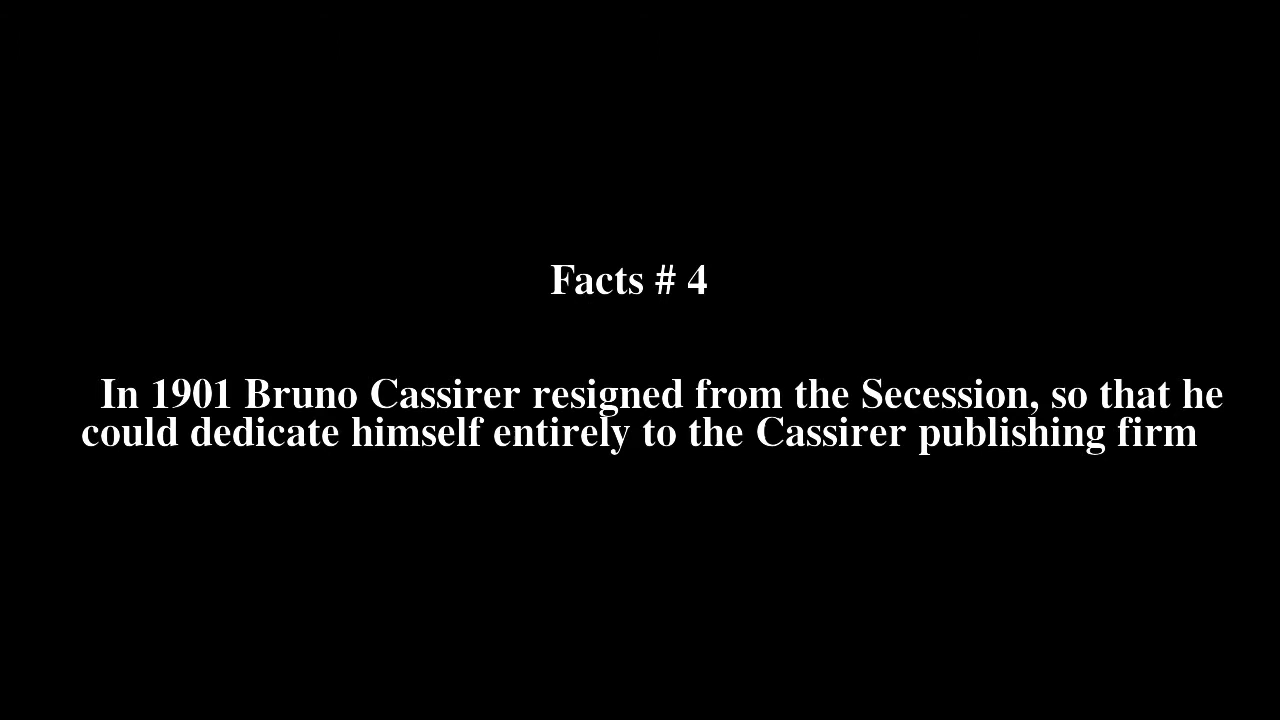 Facts # 4
In 1901 Bruno Cassirer resigned from the Secession, so that he
could dedicate himself entirely to the Cassirer publishing firm